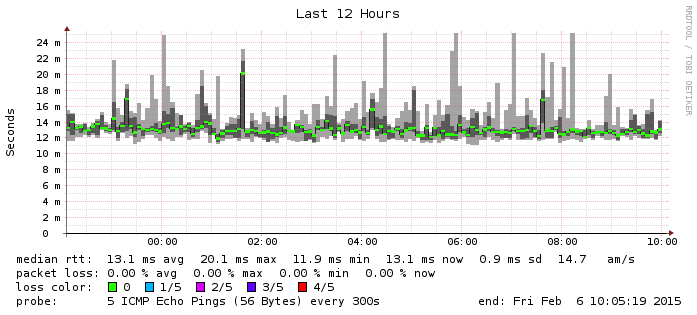 Last 12 Hours
RRDTOOL / TOBI OETIKER
Seconds
24 m
22 m
20 m
18 m
16 m
14 m
12 m
10 m
8 m
6 m
4 m
2 m
0
00:00 02:00 04:00 06:00 08:00 10:00
median rtt: 13.1 ms avg 20.1 ms max 11.9 ms min 13.1 ms now 0.9 ms sd 14.7 am/s
packet loss: 0.00 % avg 0.00 % max 0.00 % min 0.00 % now
loss color: 0 1/5 2/5 3/5 4/5
probe: 5 ICMP Echo Pings (56 Bytes) every 300s end: Fri Feb 6 10:05:19 2015